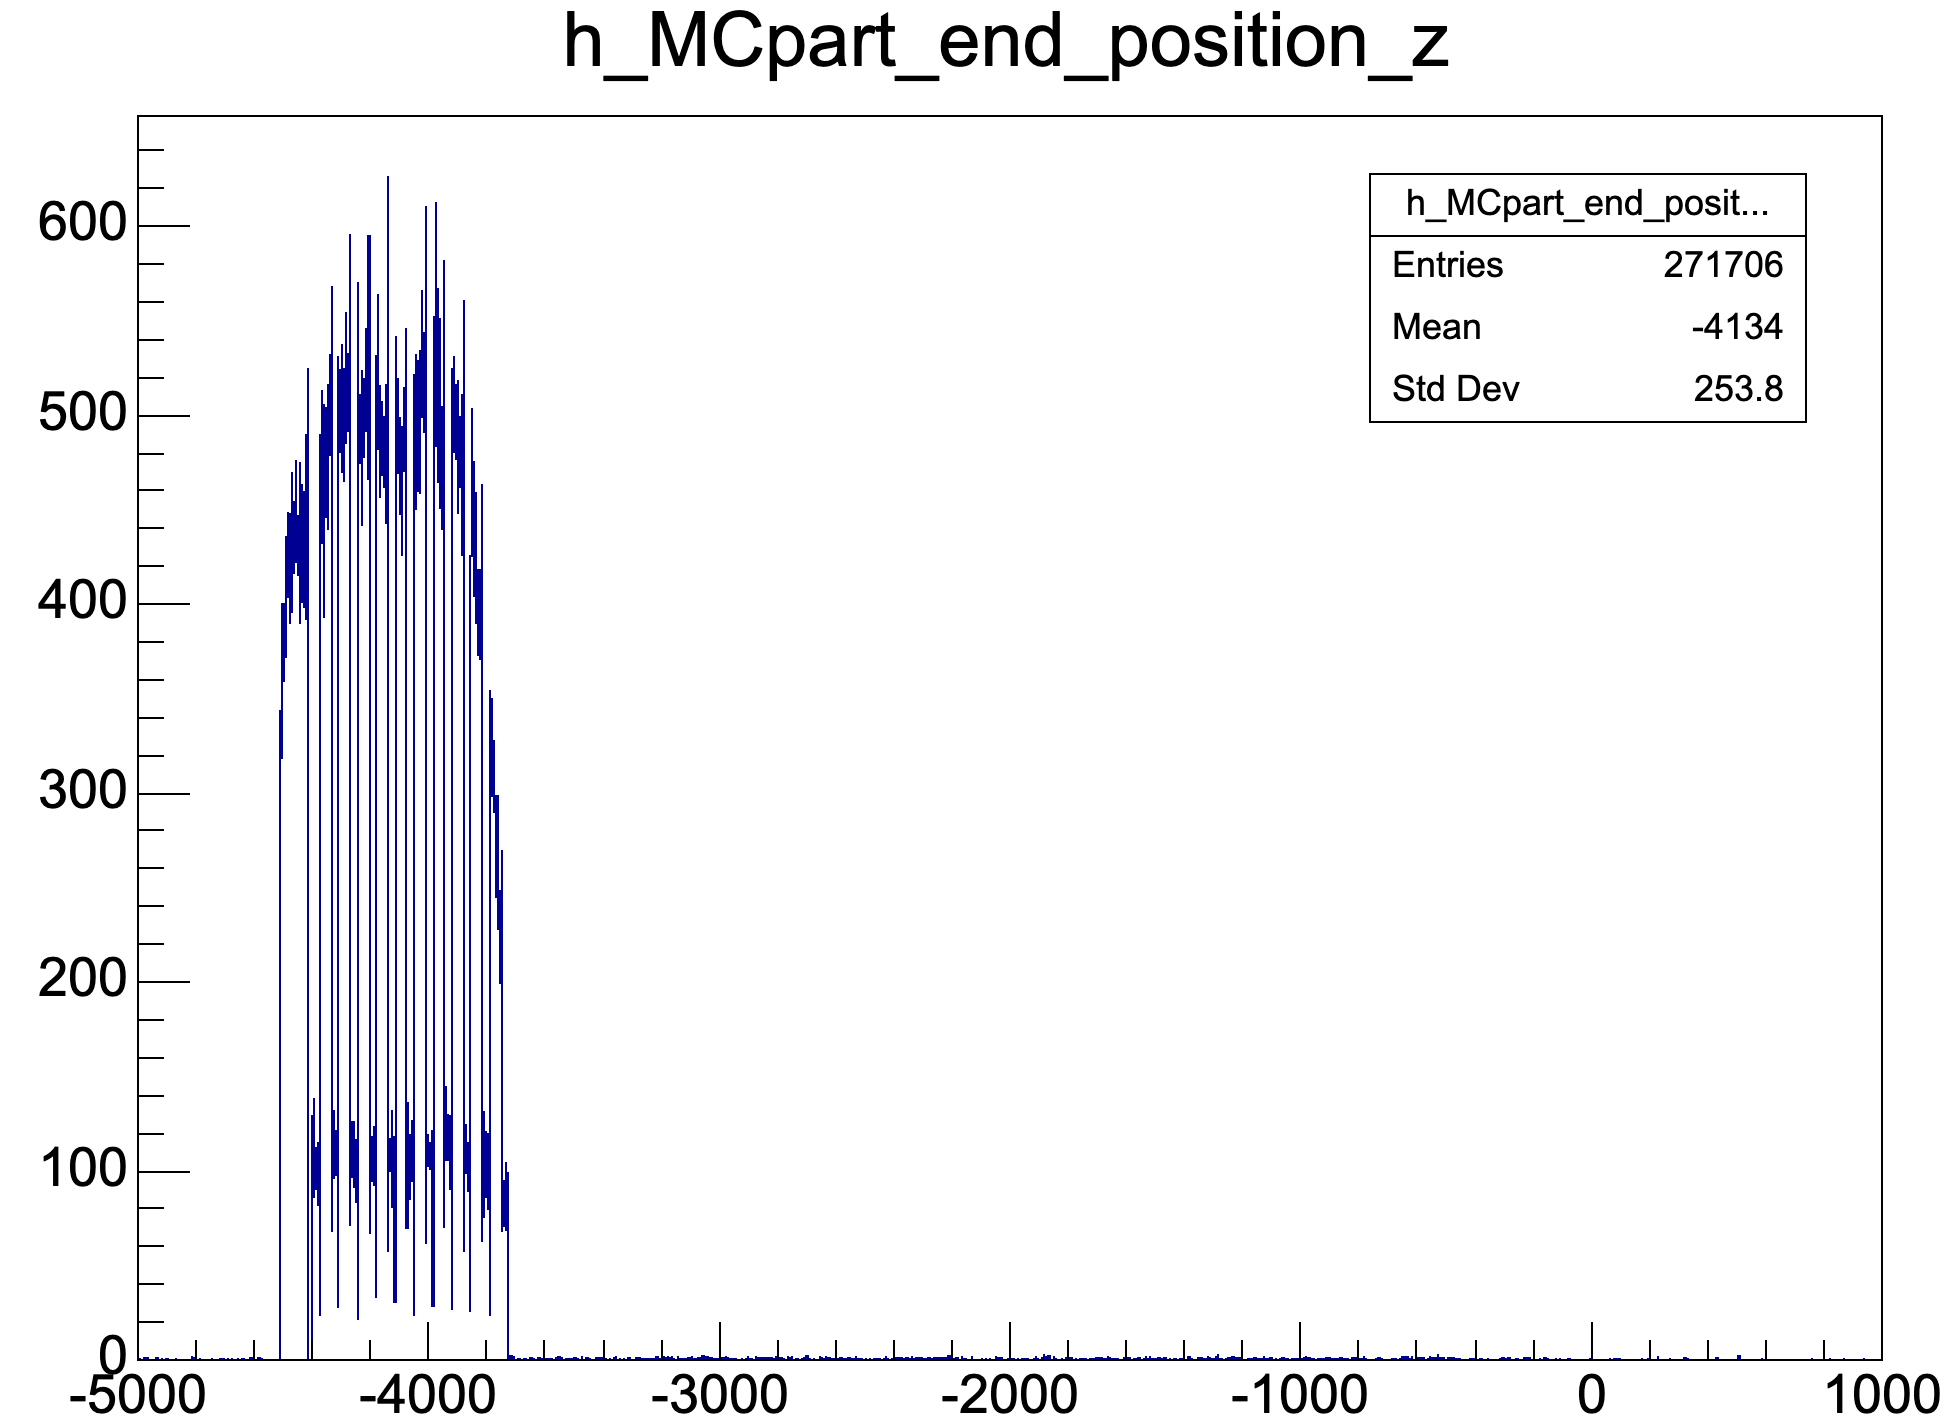 h_MCpart_end_position_z
h_MCpart_end_posit...
Entries 271706
Mean -4134
Std Dev 253.8
600
500
400
300
200
100
0
-5000 -4000 -3000 -2000 -1000 0 1000